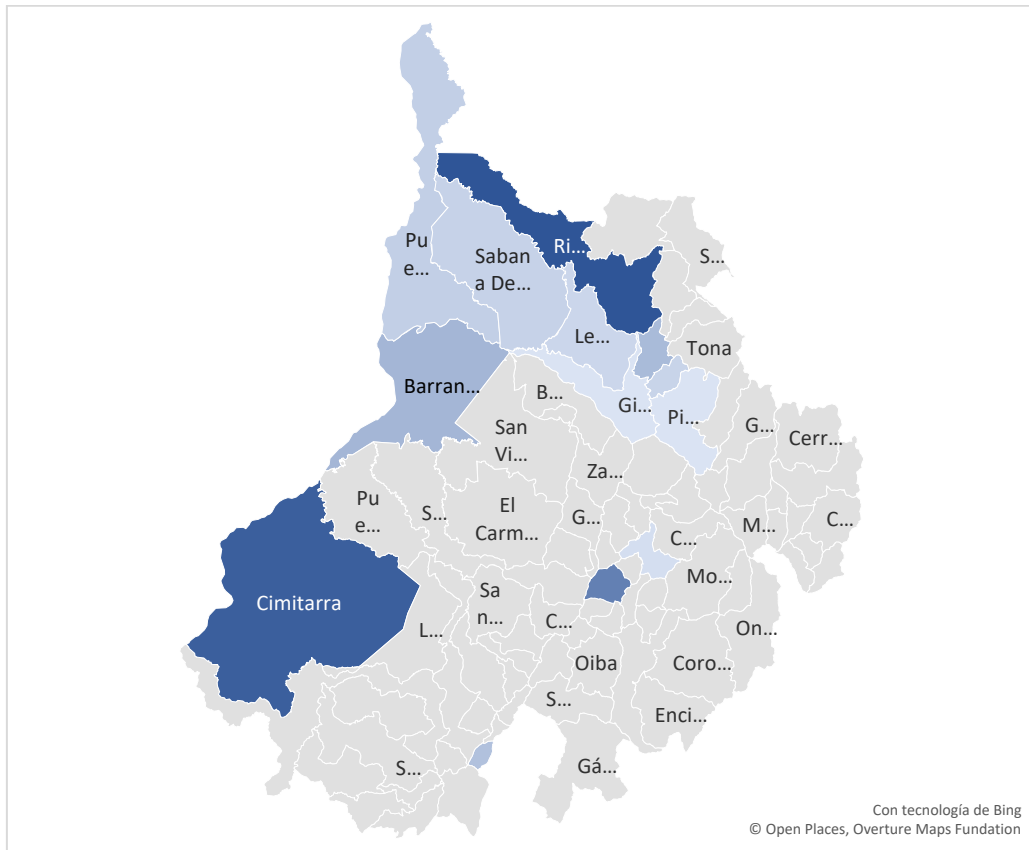 Ri...
S...
Pu
e...
Saban
a De...
Le...
Tona
Barran...
B...
Gi...
Pi...
San
Vi...
G...
Cerr...
Za...
Pu
e...
S...
El
Carm...
G...
C...
M...
C...
Mo...
Cimitarra
Sa
n...
C...
L...
On...
Oiba
Coro...
S...
Enci...
S...
Gá...
Con tecnología de Bing
© Open Places, Overture Maps Fundation